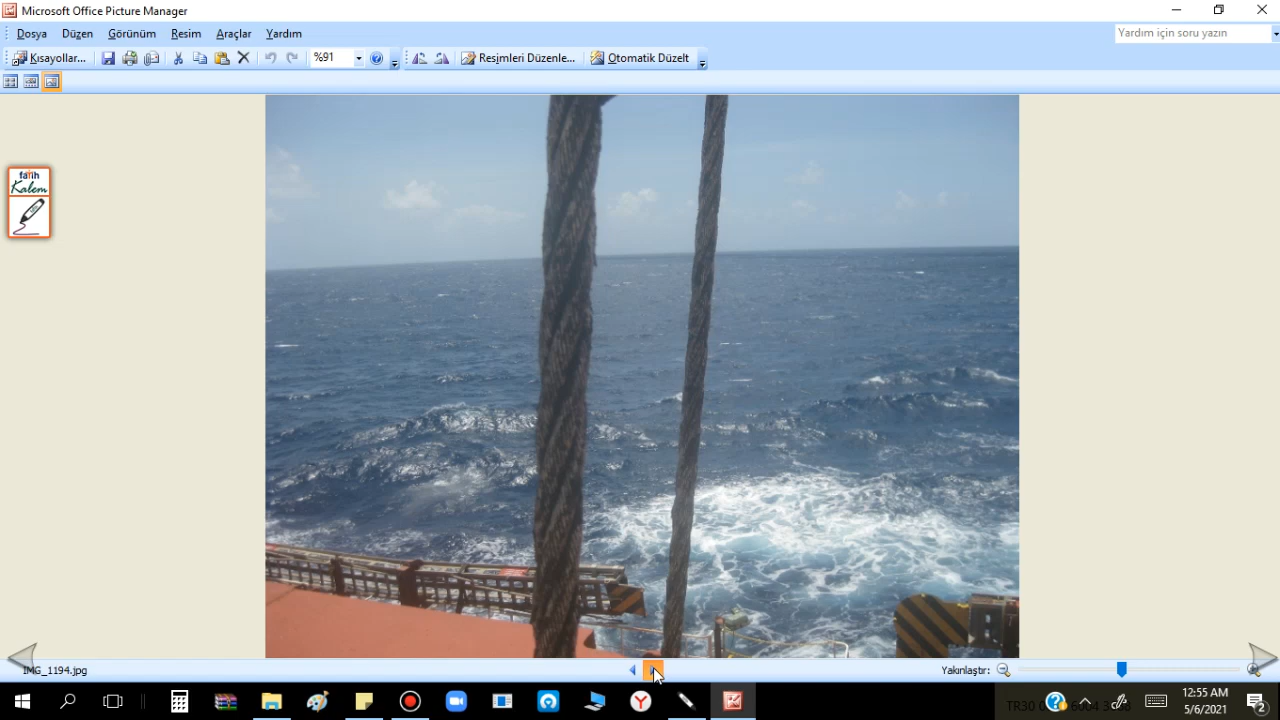 Microsoft Office Picture Manager
Dosya Düzen Görünüm Resim Araçlar Yardım
Yardım için soru yazın
Kısayollar... %91 Resimleri Düzenle... Otomatik Düzelt
fatih
Kalem
IMG_1194.jpg
Yakınlaştır:
12:55 AM
5/6/2021
2